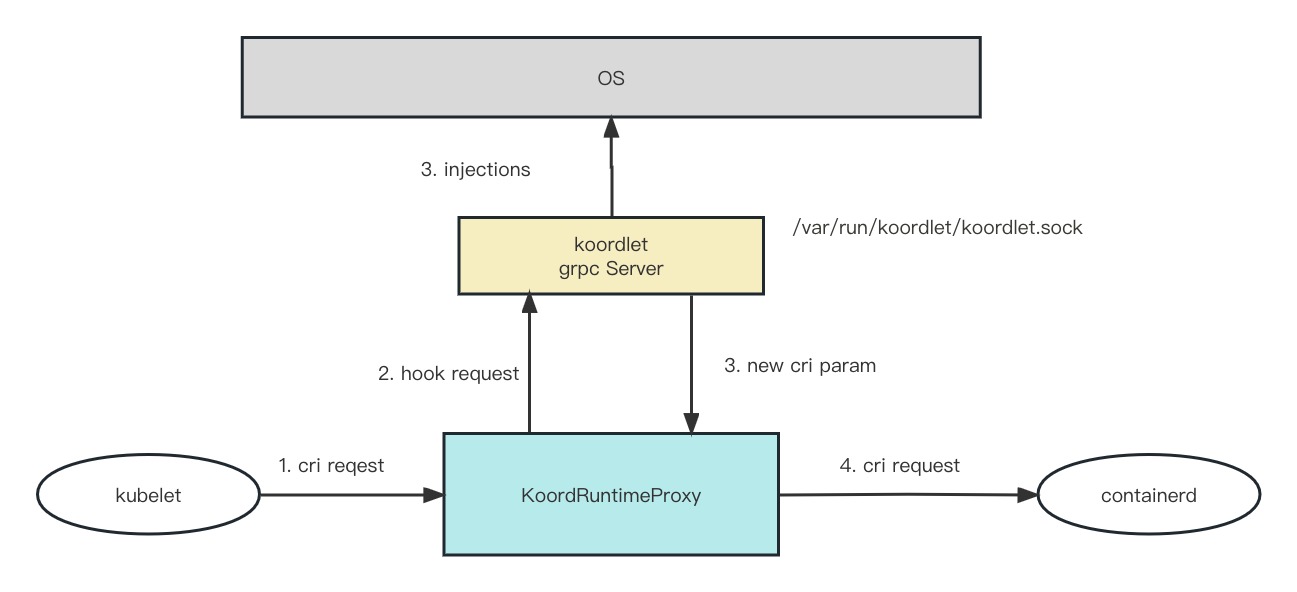 OS
3. injections
koordlet
grpc Server
/var/run/koordlet/koordlet.sock
2. hook request
3. new cri param
1. cri reqest
4. cri request
kubelet
KoordRuntimeProxy
containerd